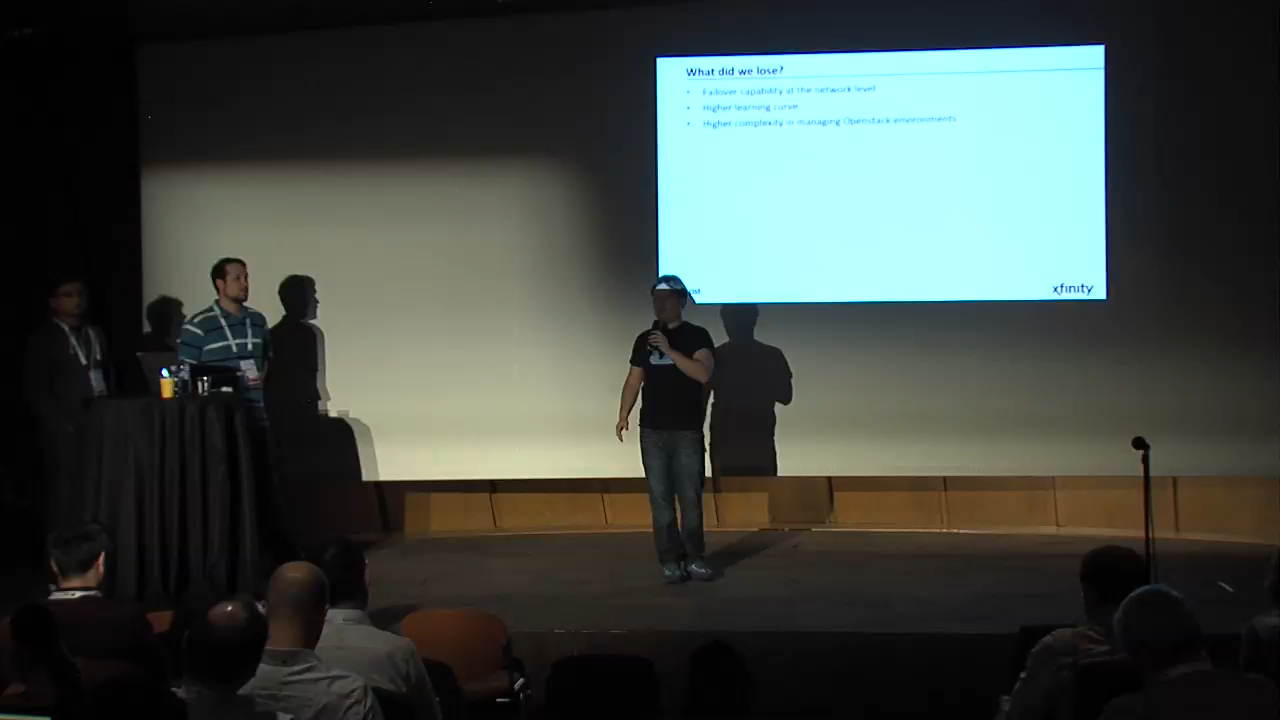 What did we lose?
• Failover capability at the network level
• Higher learning curve
• Higher complexity in managing Openstack environments
xfinity